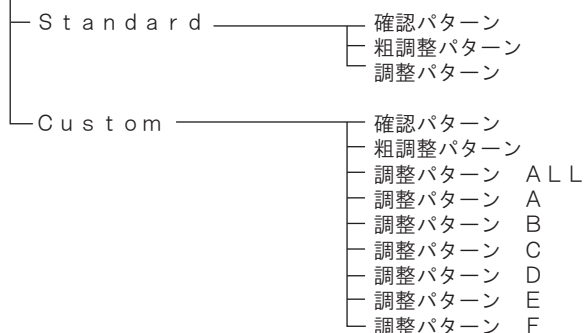 Ｓｔａｎｄａｒｄ 確認パターン
粗調整パターン
調整パターン
Ｃｕｓｔｏｍ 確認パターン
粗調整パターン
調整パターン　ＡＬＬ
調整パターン　Ａ
調整パターン　Ｂ
調整パターン　Ｃ
調整パターン　Ｄ
調整パターン　Ｅ
調整パターン　Ｆ